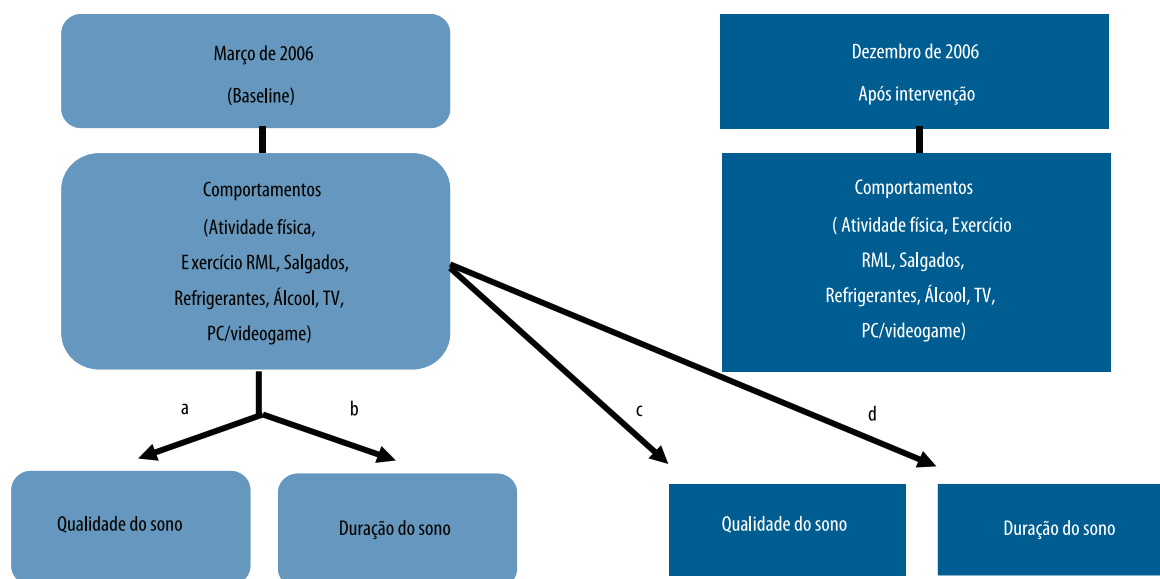 Março de 2006
(Baseline)
Dezembro de 2006
Após intervenção
Comportamentos
(Atividade física,
Exercício RML, Salgados,
Refrigerantes, Álcool, TV,
PC/videogame)
Comportamentos
( Atividade física, Exercício
RML, Salgados,
Refrigerantes, Álcool, TV,
PC/videogame)
a
b
c
d
Qualidade do sono
Duração do sono
Qualidade do sono
Duração do sono